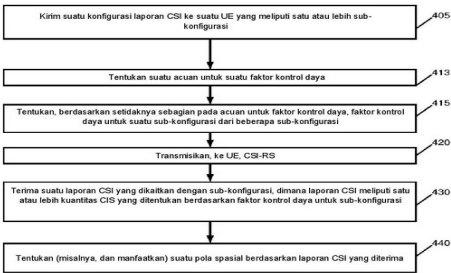 Kirim suatu konfigurasi laporan CSI ke suatu UE yang meliputi satu atau lebih sub-
konfigurasi
405
Tentukan suatu acuan untuk suatu faktor kontrol daya
413
Tentukan, berdasarkan setidaknya sebagian pada acuan untuk faktor kontrol daya, faktor kontrol
daya untuk suatu sub-konfigurasi dari beberapa sub-konfigurasi
415
Transmisikan, ke UE, CSI-RS
420
Terima suatu laporan CSI yang dikaitkan dengan sub-konfigurasi, dimana laporan CSI meliputi satu
atau lebih kuantitas CIS yang ditentukan berdasarkan faktor kontrol daya untuk sub-konfigurasi
430
Tentukan (misalnya, dan manfaatkan) suatu pola spasial berdasarkan laporan CSI yang diterima
440